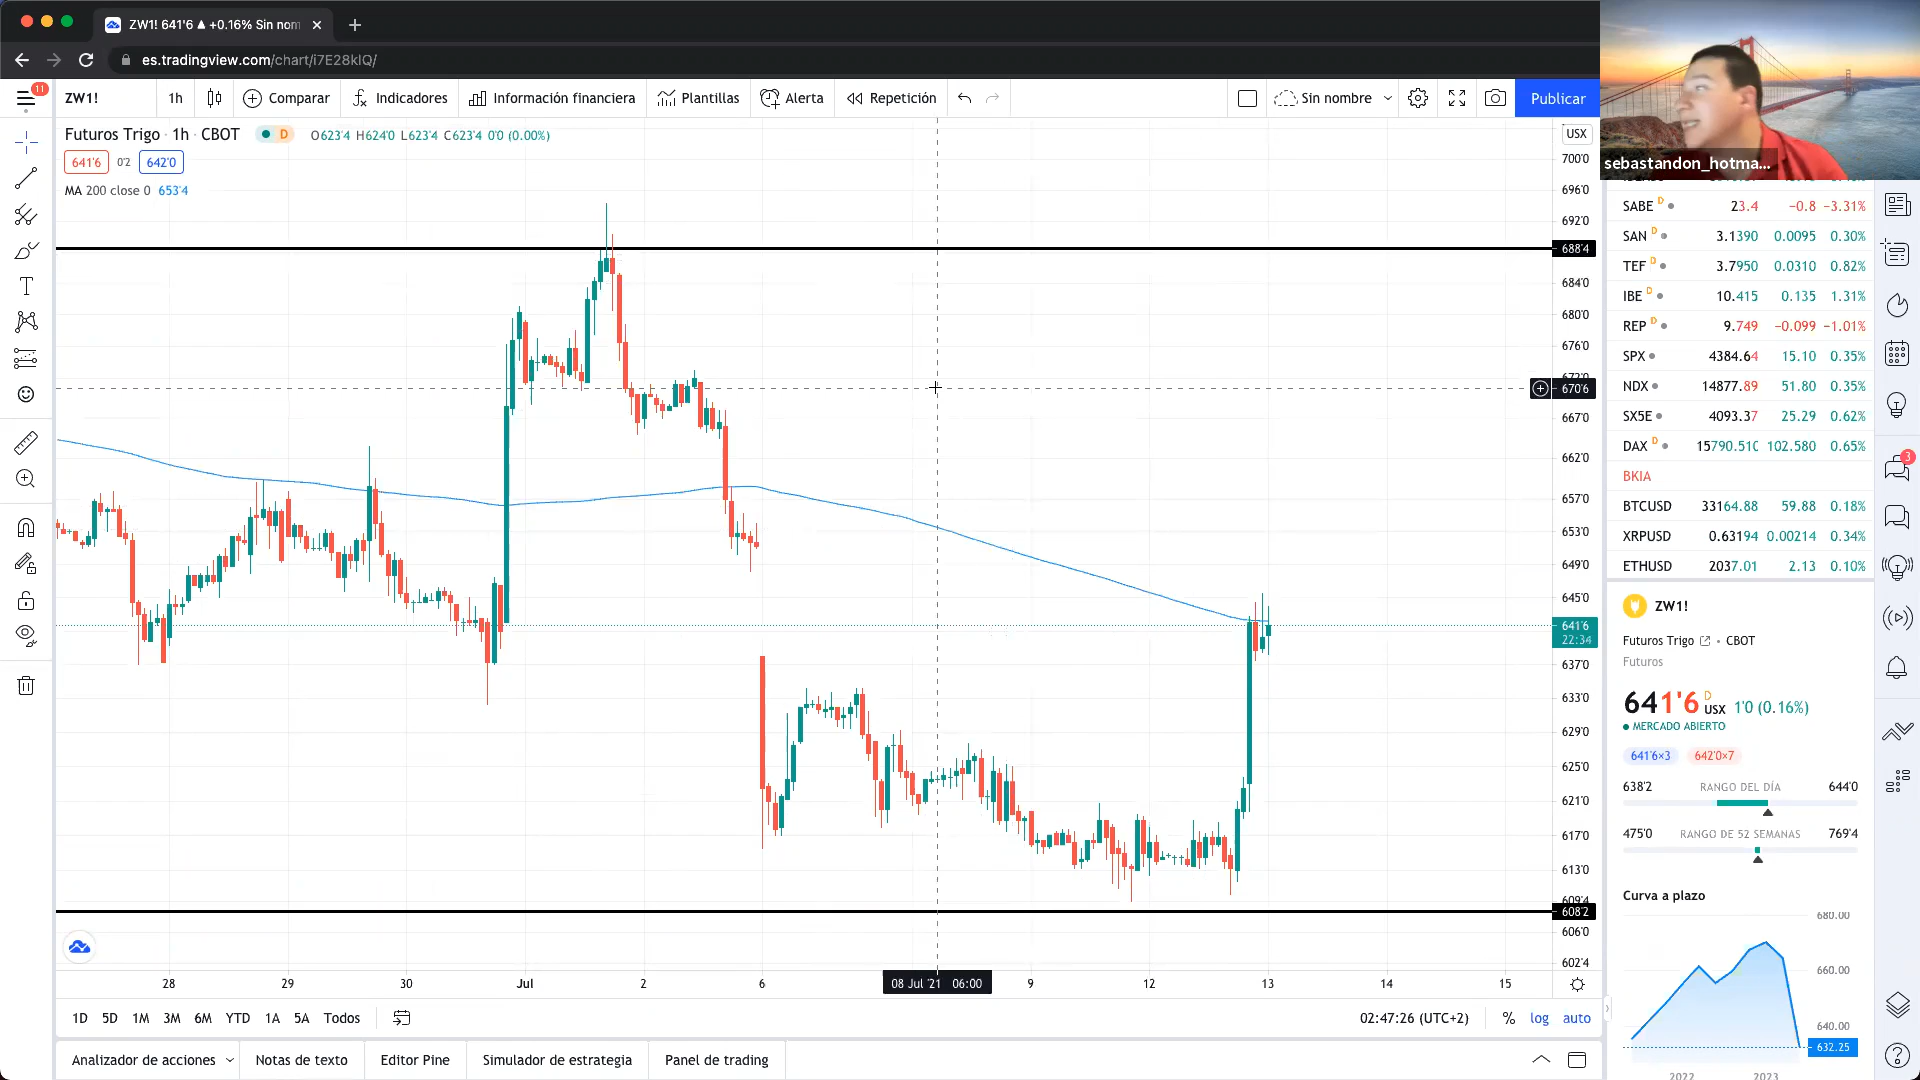 ZW1! 641'6 ▲ +0.16% Sin nom
es.tradingview.com/chart/i7E28kIQ/
11
ZW1! 1h Comparar Indicadores Información financiera Plantillas Alerta Repetición Sin nombre Publicar
sebastandon_hotma...
Futuros Trigo · 1h · CBOT D O623'4 H624'0 L623'4 C623'4 0'0 (0.00%)
641'6 0'2 642'0
MA 200 close 0 653'4
USX
700'0
696'0
692'0
688'4
684'0
680'0
676'0
672'0
670'6
667'0
662'0
657'0
653'0
649'0
645'0
641'6
22:34
637'0
633'0
629'0
625'0
621'0
617'0
613'0
609'4
608'2
606'0
602'4
28 29 30 Jul 2 6 08 Jul '21 06:00 9 12 13 14 15
1D 5D 1M 3M 6M YTD 1A 5A Todos 02:47:26 (UTC+2) % log auto
Analizador de acciones Notas de texto Editor Pine Simulador de estrategia Panel de trading
SABE D 23.4 −0.8 −3.31%
SAN D 3.1390 0.0095 0.30%
TEF D 3.7950 0.0310 0.82%
IBE D 10.415 0.135 1.31%
REP D 9.749 −0.099 −1.01%
SPX 4384.64 15.10 0.35%
NDX 14877.89 51.80 0.35%
SX5E 4093.37 25.29 0.62%
DAX D 15790.510 102.580 0.65%
BKIA
BTCUSD 33164.88 59.88 0.18%
XRPUSD 0.63194 0.00214 0.34%
ETHUSD 2037.01 2.13 0.10%
3
ZW1!
Futuros Trigo • CBOT
Futuros
641'6 D USX 1'0 (0.16%)
MERCADO ABIERTO
641'6×3 642'0×7
638'2 RANGO DEL DÍA 644'0
475'0 RANGO DE 52 SEMANAS 769'4
Curva a plazo
680.00
660.00
640.00
632.25
2022 2023